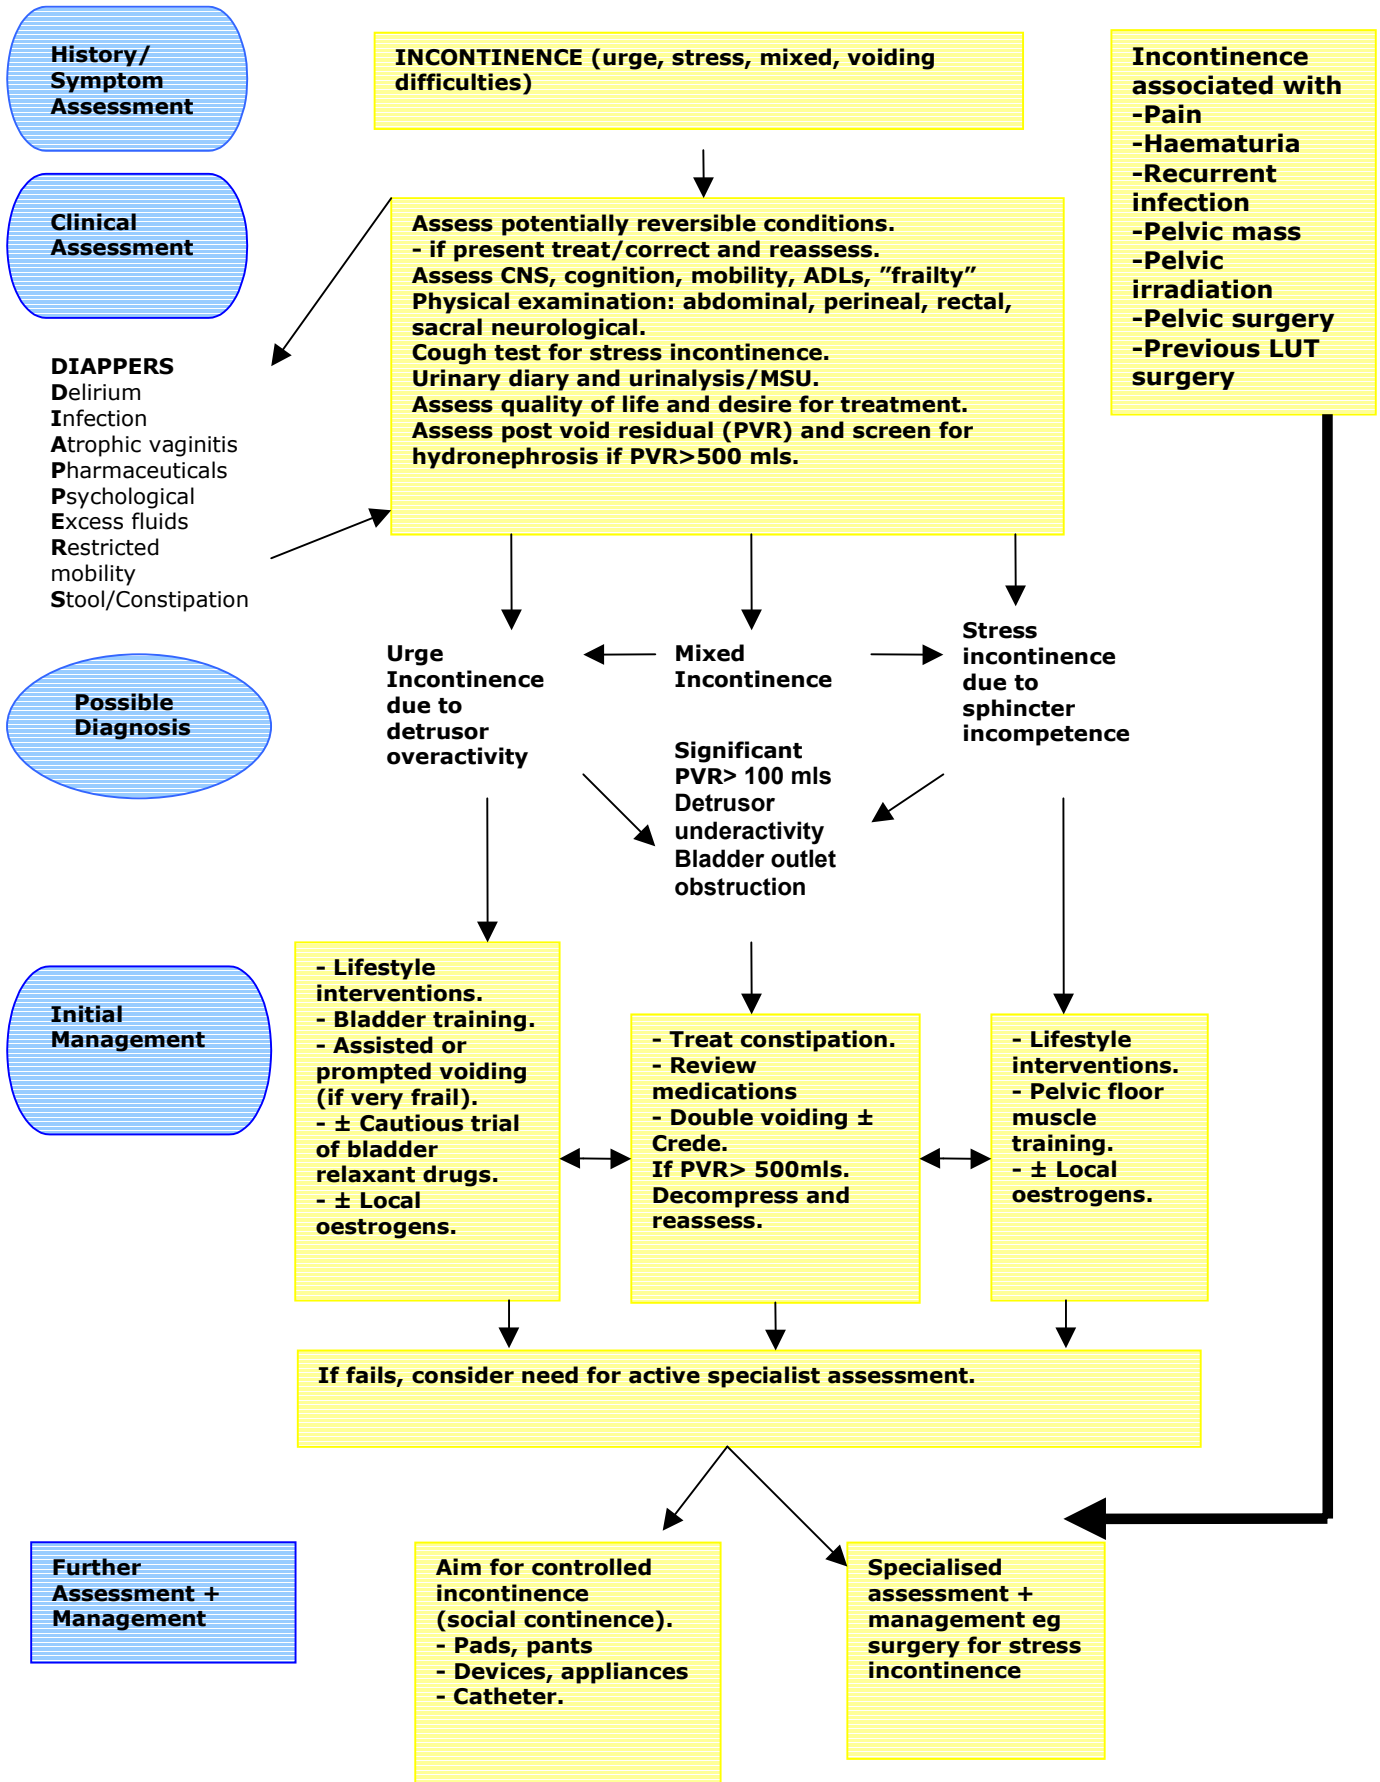 History/
Symptom
Assessment
INCONTINENCE (urge, stress, mixed, voiding
difficulties)
Incontinence
associated with
-Pain
-Haematuria
-Recurrent
infection
-Pelvic mass
-Pelvic
irradiation
-Pelvic surgery
-Previous LUT
surgery
Clinical
Assessment
Assess potentially reversible conditions.
- if present treat/correct and reassess.
Assess CNS, cognition, mobility, ADLs, ”frailty”
Physical examination: abdominal, perineal, rectal,
sacral neurological.
Cough test for stress incontinence.
Urinary diary and urinalysis/MSU.
Assess quality of life and desire for treatment.
Assess post void residual (PVR) and screen for
hydronephrosis if PVR>500 mls.
DIAPPERS
Delirium
Infection
Atrophic vaginitis
Pharmaceuticals
Psychological
Excess fluids
Restricted
mobility
Stool/Constipation
Possible
Diagnosis
Urge
Incontinence
due to
detrusor
overactivity
Mixed
Incontinence
Significant
PVR> 100 mls
Detrusor
underactivity
Bladder outlet
obstruction
Stress
incontinence
due to
sphincter
incompetence
Initial
Management
- Lifestyle
interventions.
- Bladder training.
- Assisted or
prompted voiding
(if very frail).
- ± Cautious trial
of bladder
relaxant drugs.
- ± Local
oestrogens.
- Treat constipation.
- Review
medications
- Double voiding ±
Crede.
If PVR> 500mls.
Decompress and
reassess.
- Lifestyle
interventions.
- Pelvic floor
muscle
training.
- ± Local
oestrogens.
If fails, consider need for active specialist assessment.
Further
Assessment +
Management
Aim for controlled
incontinence
(social continence).
- Pads, pants
- Devices, appliances
- Catheter.
Specialised
assessment +
management eg
surgery for stress
incontinence